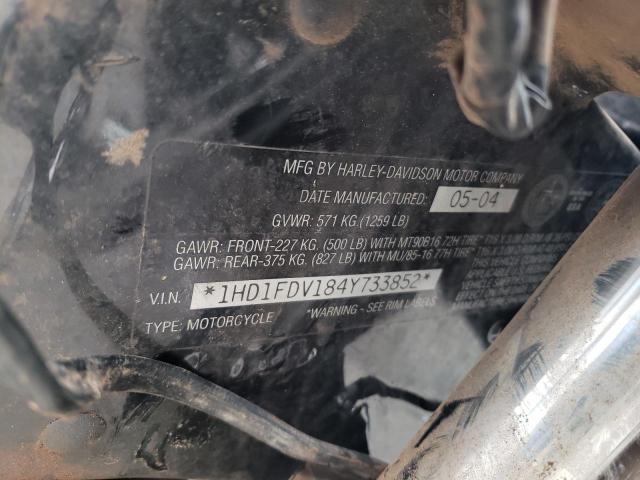 MFG BY HARLEY-DAVIDSON MOTOR COMPANY
DATE MANUFACTURED: 05-04
GVWR: 571 KG. (1259 LB)
GAWR: FRONT-227 KG. (500 LB) WITH MT90B16 72H TIRE
GAWR: REAR-375 KG. (827 LB) WITH MU/85-16 77H TIRE
V.I.N. *1HD1FDV184Y733852*
TYPE: MOTORCYCLE *WARNING - SEE RIM LABELS